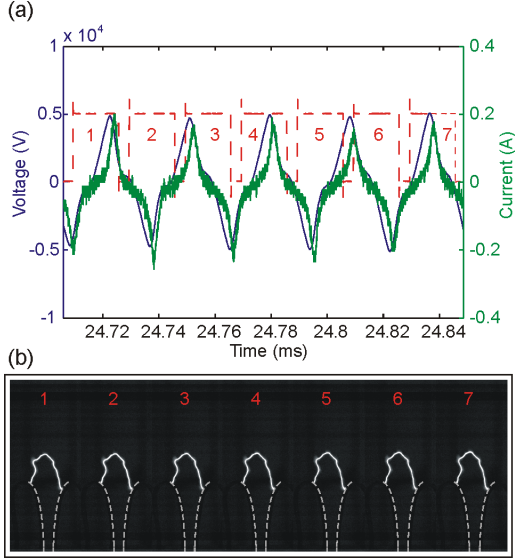 (a)
1 x 10⁴
0.4
0.5
0.2
1 2 3 4 5 6 7
Voltage (V)
0
0
Current (A)
-0.5
-0.2
-1
-0.4
24.72 24.74 24.76 24.78 24.8 24.82 24.84
Time (ms)
(b)
1 2 3 4 5 6 7